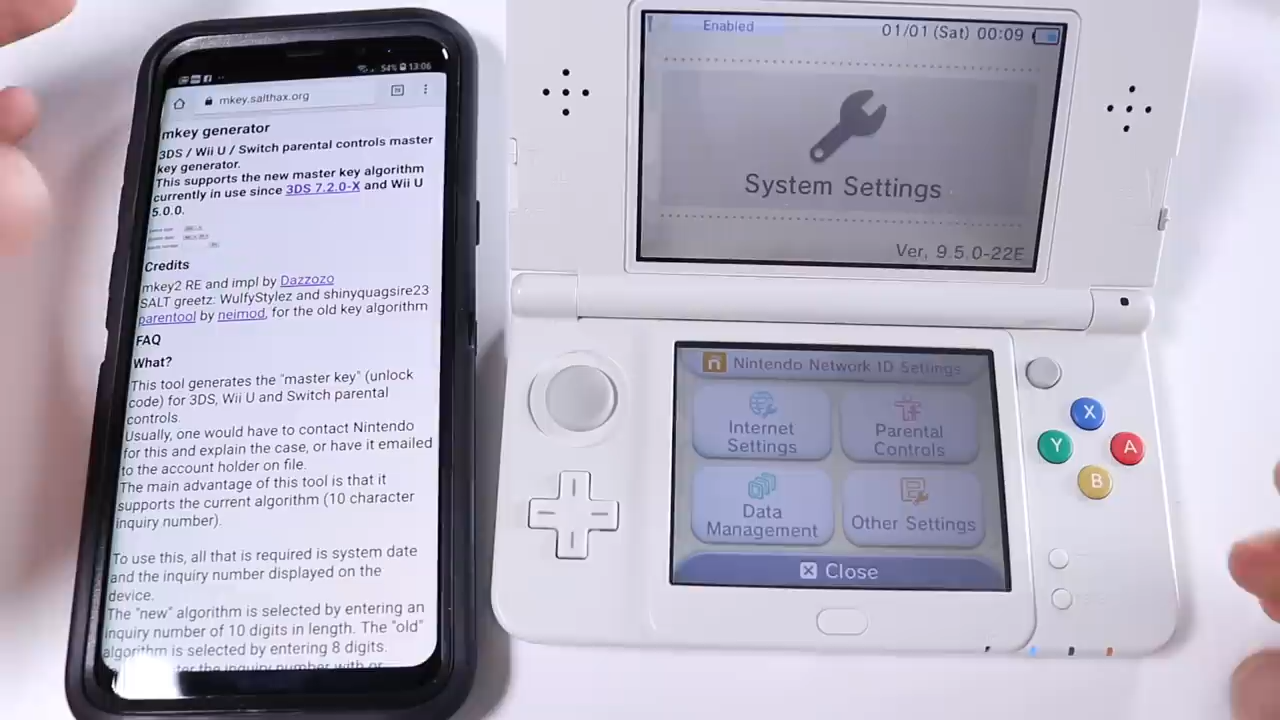 54% 13:06
mkey.salthax.org
mkey generator
3DS / Wii U / Switch parental controls master
key generator.
This supports the new master key algorithm
currently in use since 3DS 7.2.0-X and Wii U
5.0.0.
Credits
mkey2 RE and impl by Dazzozo
SALT greetz: WulfyStylez and shinyquagsire23
parentool by neimod, for the old key algorithm
FAQ
What?
This tool generates the "master key" (unlock
code) for 3DS, Wii U and Switch parental
controls.
Usually, one would have to contact Nintendo
for this and explain the case, or have it emailed
to the account holder on file.
The main advantage of this tool is that it
supports the current algorithm (10 character
inquiry number).
To use this, all that is required is system date
and the inquiry number displayed on the
device.
The "new" algorithm is selected by entering an
inquiry number of 10 digits in length. The "old"
algorithm is selected by entering 8 digits.
the inquiry number with or
Enabled
01/01 (Sat) 00:09
System Settings
Ver. 9.5.0-22E
Nintendo Network ID Settings
Internet
Settings
Parental
Controls
Data
Management
Other Settings
X Close
X
Y
A
B